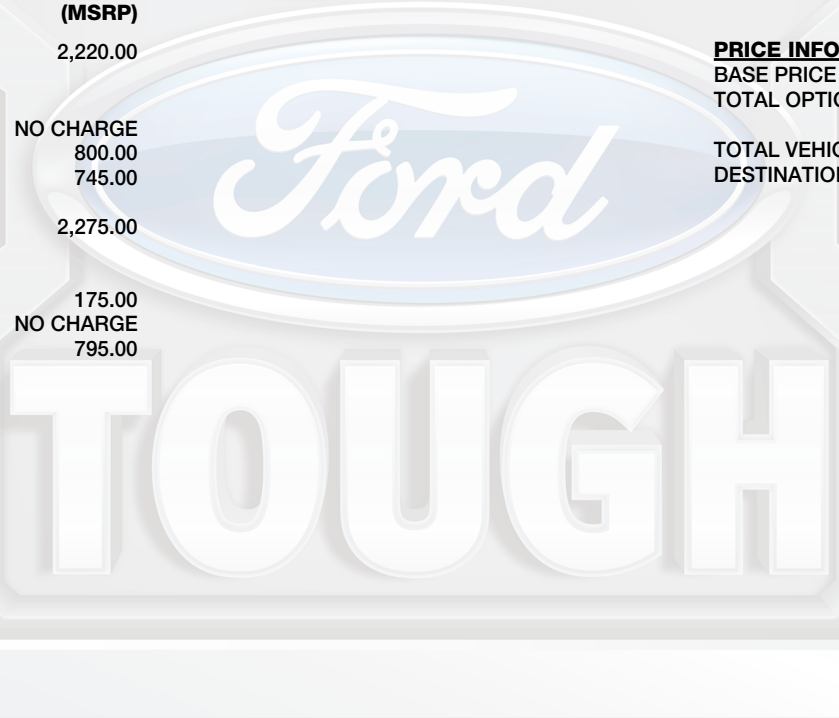 (MSRP)
2,220.00
NO CHARGE
800.00
745.00
2,275.00
175.00
NO CHARGE
795.00
PRICE INFO
BASE PRICE
TOTAL OPTIO
TOTAL VEHIC
DESTINATION
Ford
TOUGH